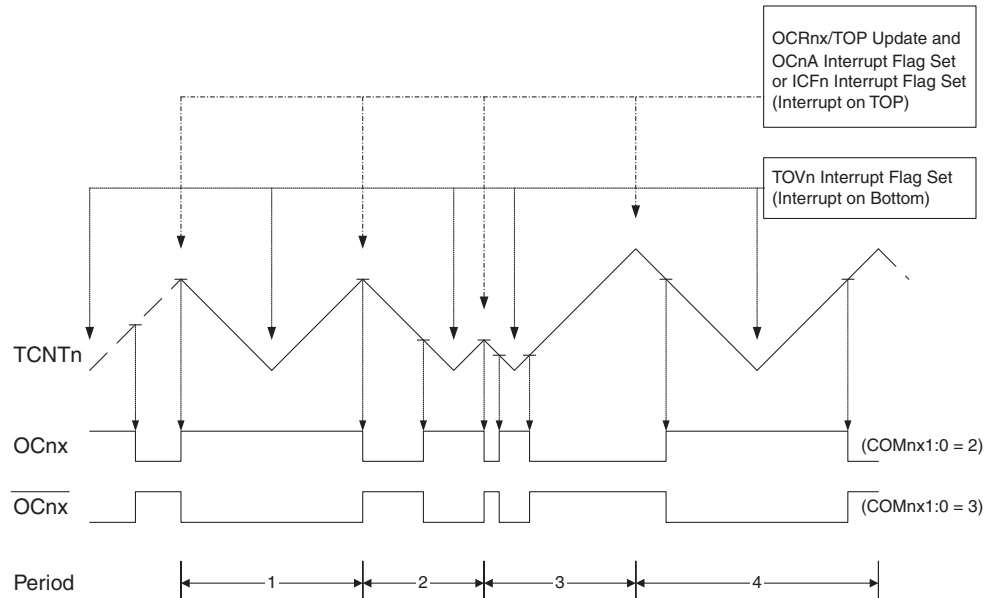 OCRnx/TOP Update and
OCnA Interrupt Flag Set
or ICFn Interrupt Flag Set
(Interrupt on TOP)
TOVn Interrupt Flag Set
(Interrupt on Bottom)
TCNTn
OCnx
(COMnx1:0 = 2)
OCnx
(COMnx1:0 = 3)
Period
1
2
3
4